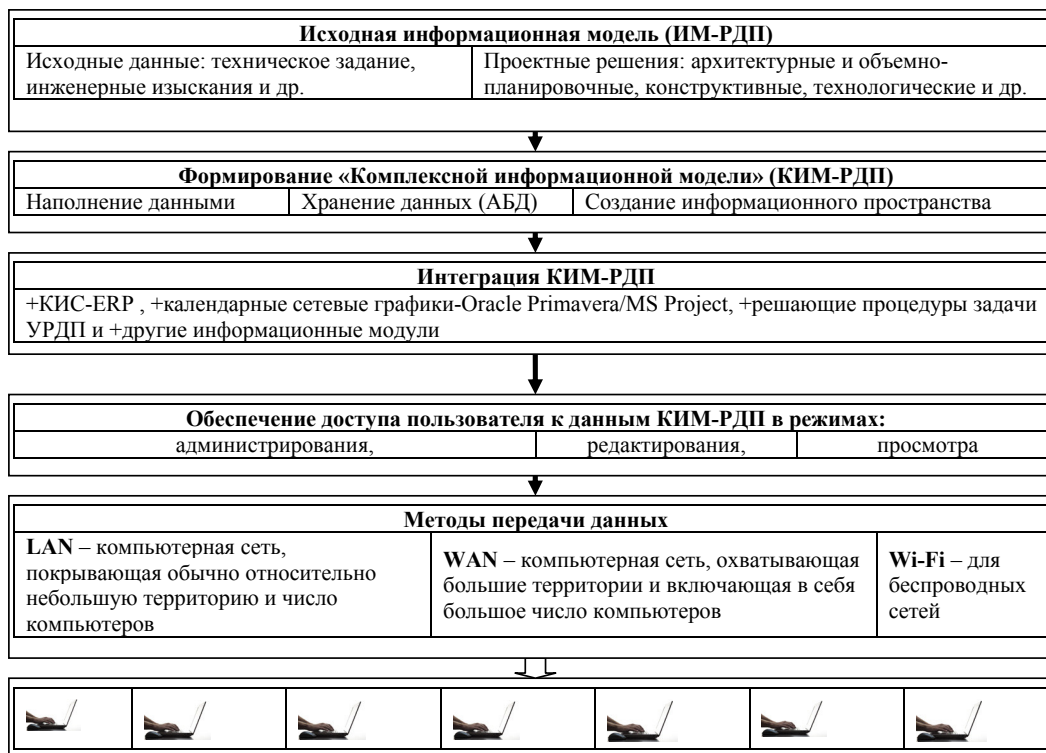 Исходная информационная модель (ИМ-РДП)
Исходные данные: техническое задание,
инженерные изыскания и др.
Проектные решения: архитектурные и объемно-
планировочные, конструктивные, технологические и др.
Формирование «Комплексной информационной модели» (КИМ-РДП)
Наполнение данными
Хранение данных (АБД)
Создание информационного пространства
Интеграция КИМ-РДП
+КИС-ERP , +календарные сетевые графики-Oracle Primavera/MS Project, +решающие процедуры задачи
УРДП и +другие информационные модули
Обеспечение доступа пользователя к данным КИМ-РДП в режимах:
администрирования,
редактирования,
просмотра
Методы передачи данных
LAN – компьютерная сеть,
покрывающая обычно относительно
небольшую территорию и число
компьютеров
WAN – компьютерная сеть, охватывающая
большие территории и включающая в себя
большое число компьютеров
Wi-Fi – для
беспроводных
сетей